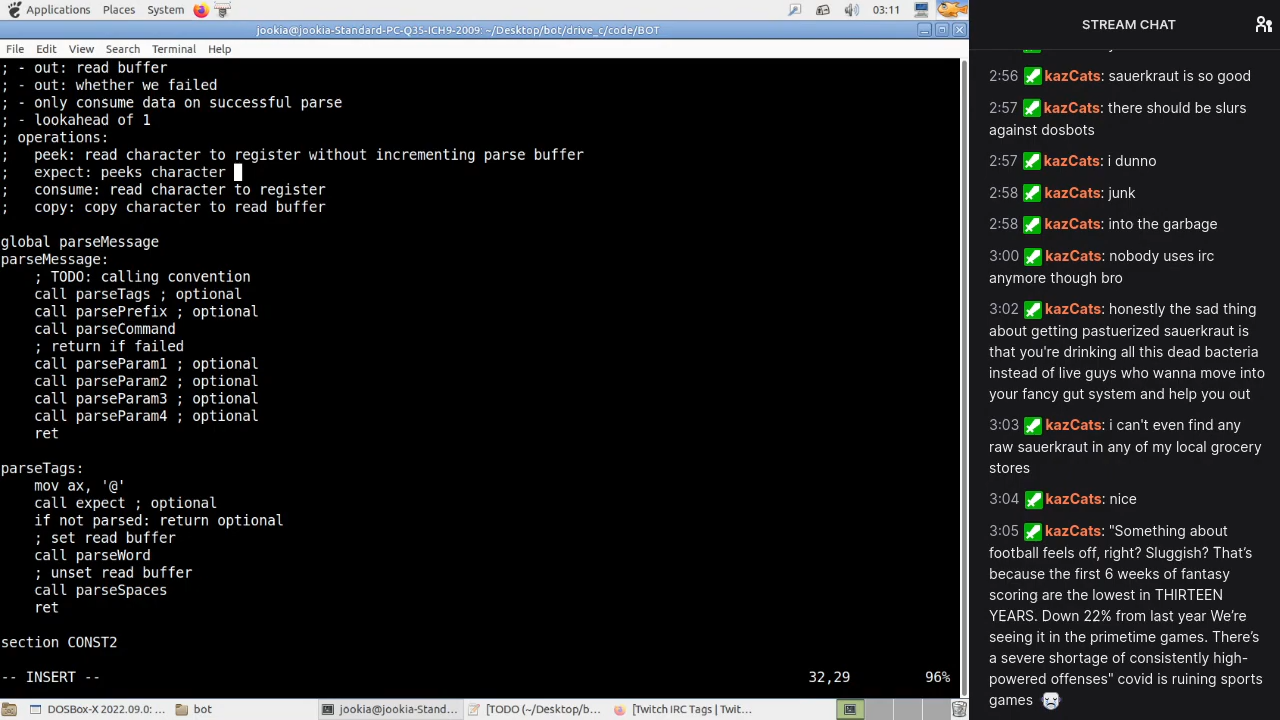 Applications Places System 03:11
jookia@jookia-Standard-PC-Q35-ICH9-2009: ~/Desktop/bot/drive_c/code/BOT
File Edit View Search Terminal Help
; - out: read buffer
; - out: whether we failed
; - only consume data on successful parse
; - lookahead of 1
; operations:
;   peek: read character to register without incrementing parse buffer
;   expect: peeks character
;   consume: read character to register
;   copy: copy character to read buffer
global parseMessage
parseMessage:
    ; TODO: calling convention
    call parseTags ; optional
    call parsePrefix ; optional
    call parseCommand
    ; return if failed
    call parseParam1 ; optional
    call parseParam2 ; optional
    call parseParam3 ; optional
    call parseParam4 ; optional
    ret
parseTags:
    mov ax, '@'
    call expect ; optional
    if not parsed: return optional
    ; set read buffer
    call parseWord
    ; unset read buffer
    call parseSpaces
    ret
section CONST2
-- INSERT -- 32,29 96%
DOSBox-X 2022.09.0: ... bot jookia@jookia-Stand... [TODO (~/Desktop/b... [Twitch IRC Tags | Twit...
STREAM CHAT
2:56 kazCats: sauerkraut is so good
2:57 kazCats: there should be slurs
against dosbots
2:57 kazCats: i dunno
2:58 kazCats: junk
2:58 kazCats: into the garbage
3:00 kazCats: nobody uses irc
anymore though bro
3:02 kazCats: honestly the sad thing
about getting pastuerized sauerkraut is
that you're drinking all this dead bacteria
instead of live guys who wanna move into
your fancy gut system and help you out
3:03 kazCats: i can't even find any
raw sauerkraut in any of my local grocery
stores
3:04 kazCats: nice
3:05 kazCats: "Something about
football feels off, right? Sluggish? That's
because the first 6 weeks of fantasy
scoring are the lowest in THIRTEEN
YEARS. Down 22% from last year We're
seeing it in the primetime games. There's
a severe shortage of consistently high-
powered offenses" covid is ruining sports
games